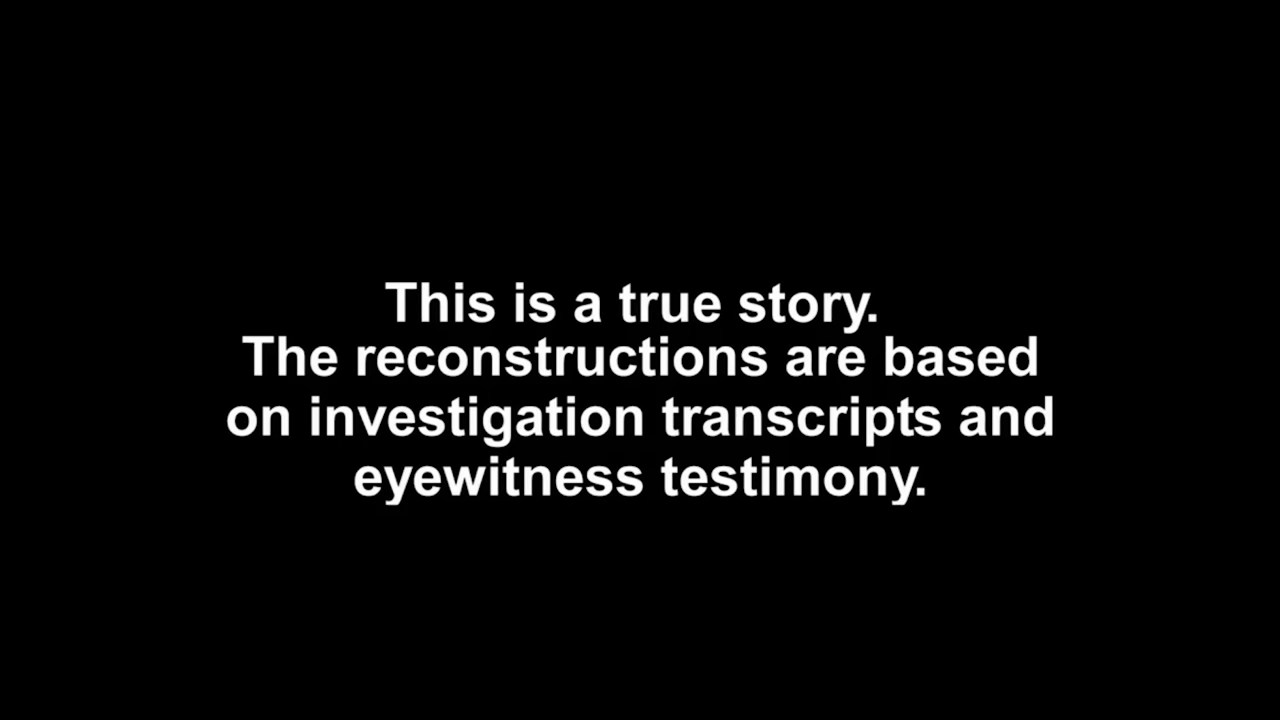 This is a true story.
The reconstructions are based
on investigation transcripts and
eyewitness testimony.